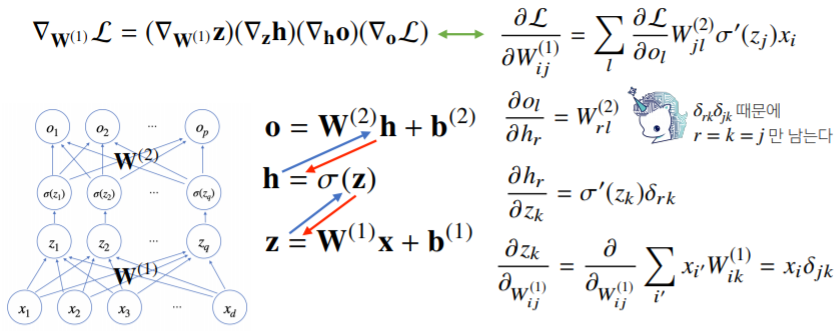 ∇_{𝐖^{(1)}} ℒ = (∇_{𝐖^{(1)}} 𝐳)(∇_𝐳 𝐡)(∇_𝐡 𝐨)(∇_𝐨 ℒ) ⟷ ∂ℒ/∂W_{ij}^{(1)} = ∑_l ∂ℒ/∂o_l W_{jl}^{(2)} σ′(z_j) x_i
o_1 o_2 ... o_p
𝐖^{(2)}
σ(z_1) σ(z_2) ... σ(z_q)
z_1 z_2 ... z_q
𝐖^{(1)}
x_1 x_2 x_3 ... x_d
𝐨 = 𝐖^{(2)} 𝐡 + 𝐛^{(2)}
𝐡 = σ(𝐳)
𝐳 = 𝐖^{(1)} 𝐱 + 𝐛^{(1)}
∂o_l/∂h_r = W_{rl}^{(2)}
δ_{rk}δ_{jk} 때문에
r = k = j 만 남는다
∂h_r/∂z_k = σ′(z_k)δ_{rk}
∂z_k/∂_{W_{ij}^{(1)}} = ∂/∂_{W_{ij}^{(1)}} ∑_{i′} x_{i′} W_{ik}^{(1)} = x_i δ_{jk}